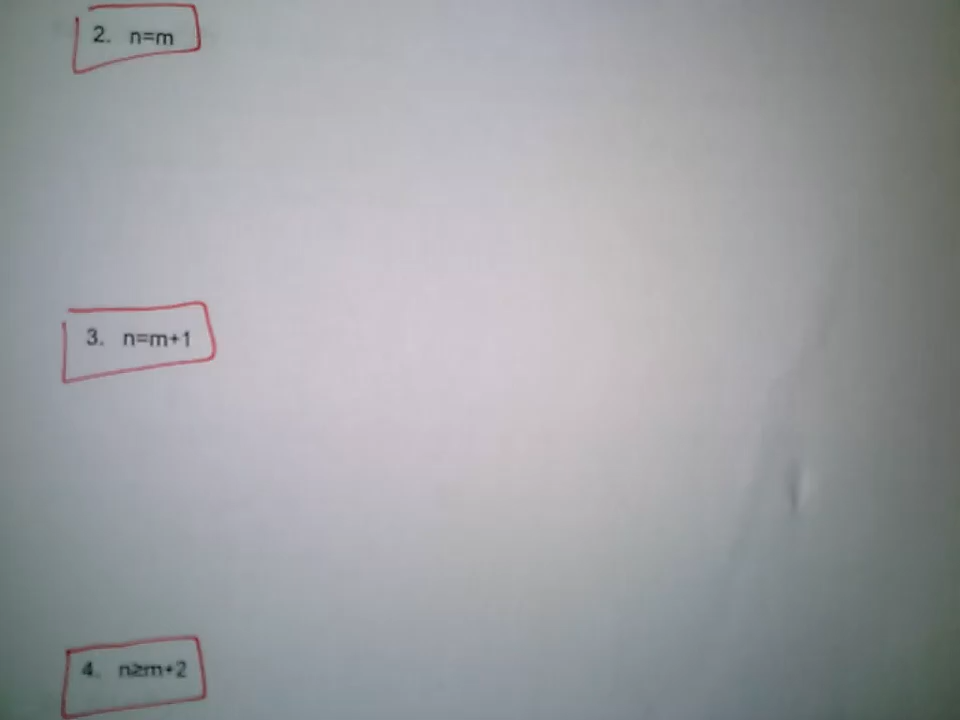 2. n=m
3. n=m+1
4. n≥m+2